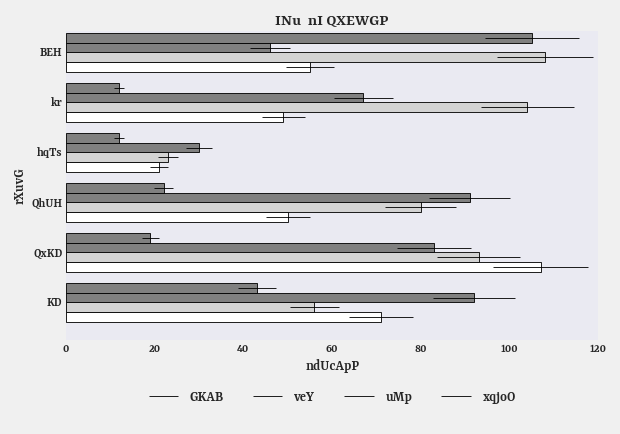 INu nI QXEWGP
BEH
kr
hqTs
QhUH
QxKD
KD
rXuvG
0 20 40 60 80 100 120
ndUcApP
GKAB veY uMp xqjoO